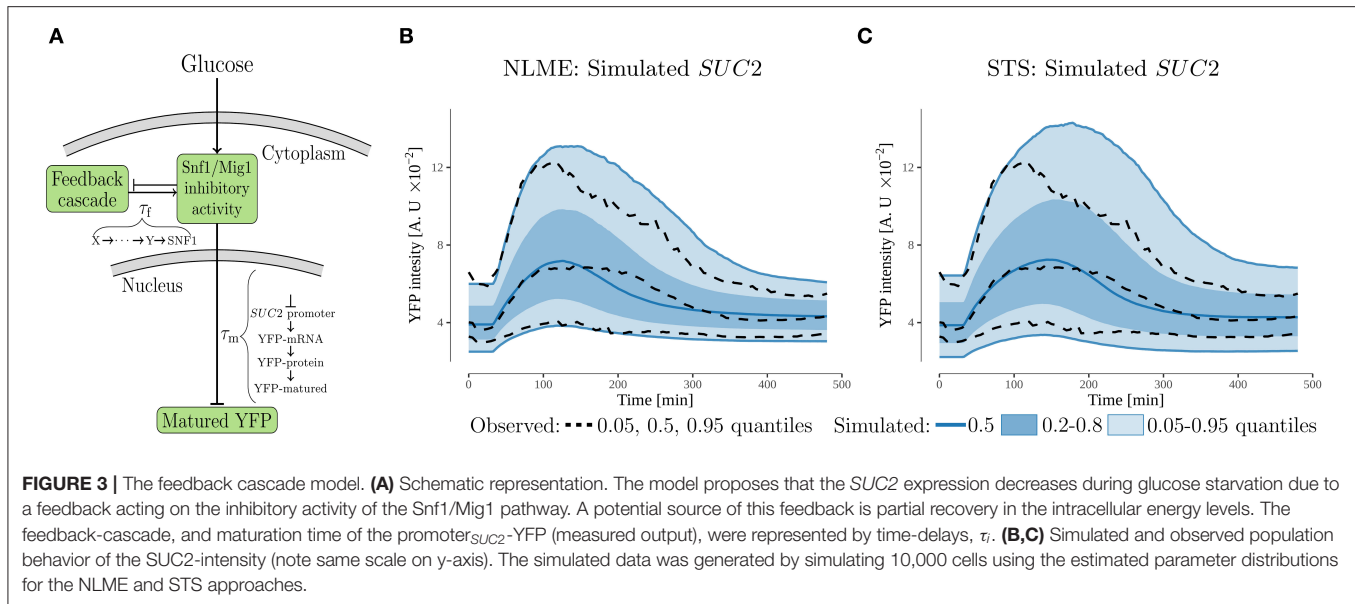 A
Glucose
Cytoplasm
Snf1/Mig1
inhibitory
activity
Feedback
cascade
τf
X→⋯→Y→SNF1
Nucleus
τm
SUC2 promoter
YFP-mRNA
YFP-protein
YFP-matured
Matured YFP
B
NLME: Simulated SUC2
YFP intesity [A. U ×10−2]
12
8
4
0 100 200 300 400 500
Time [min]
C
STS: Simulated SUC2
YFP intensity [A. U ×10−2]
12
8
4
0 100 200 300 400 500
Time [min]
Observed: 0.05, 0.5, 0.95 quantiles Simulated: 0.5 0.2-0.8 0.05-0.95 quantiles
FIGURE 3 | The feedback cascade model. (A) Schematic representation. The model proposes that the SUC2 expression decreases during glucose starvation due to
a feedback acting on the inhibitory activity of the Snf1/Mig1 pathway. A potential source of this feedback is partial recovery in the intracellular energy levels. The
feedback-cascade, and maturation time of the promoterSUC2-YFP (measured output), were represented by time-delays, τi. (B,C) Simulated and observed population
behavior of the SUC2-intensity (note same scale on y-axis). The simulated data was generated by simulating 10,000 cells using the estimated parameter distributions
for the NLME and STS approaches.